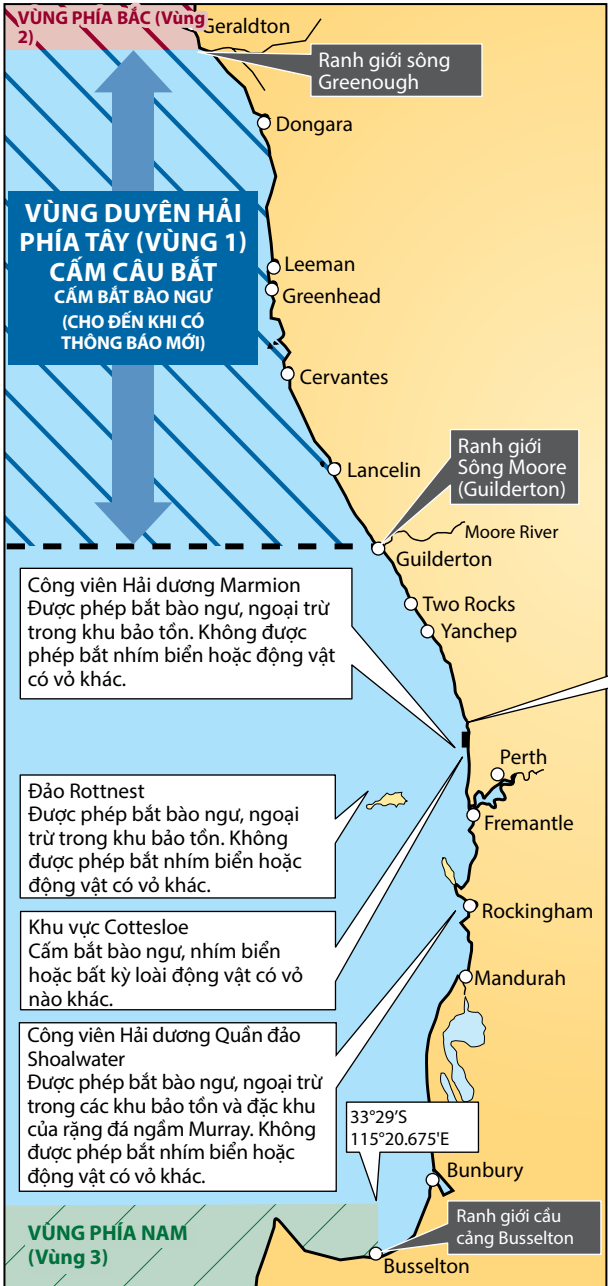 VÙNG PHÍA BẮC (Vùng
2)
Geraldton
Ranh giới sông
Greenough
Dongara
VÙNG DUYÊN HẢI
PHÍA TÂY (VÙNG 1)
CẤM CÂU BẮT
CẤM BẮT BÀO NGƯ
(CHO ĐẾN KHI CÓ
THÔNG BÁO MỚI)
Leeman
Greenhead
Cervantes
Lancelin
Ranh giới
Sông Moore
(Guilderton)
Moore River
Guilderton
Công viên Hải dương Marmion
Được phép bắt bào ngư, ngoại trừ
trong khu bảo tồn. Không được
phép bắt nhím biển hoặc động vật
có vỏ khác.
Two Rocks
Yanchep
Perth
Đảo Rottnest
Được phép bắt bào ngư, ngoại
trừ trong khu bảo tồn. Không
được phép bắt nhím biển hoặc
động vật có vỏ khác.
Fremantle
Khu vực Cottesloe
Cấm bắt bào ngư, nhím biển
hoặc bất kỳ loài động vật có vỏ
nào khác.
Rockingham
Mandurah
Công viên Hải dương Quần đảo
Shoalwater
Được phép bắt bào ngư, ngoại trừ
trong các khu bảo tồn và đặc khu
của rặng đá ngầm Murray. Không
được phép bắt nhím biển hoặc
động vật có vỏ khác.
33°29'S
115°20.675'E
Bunbury
VÙNG PHÍA NAM
(Vùng 3)
Ranh giới cầu
cảng Busselton
Busselton